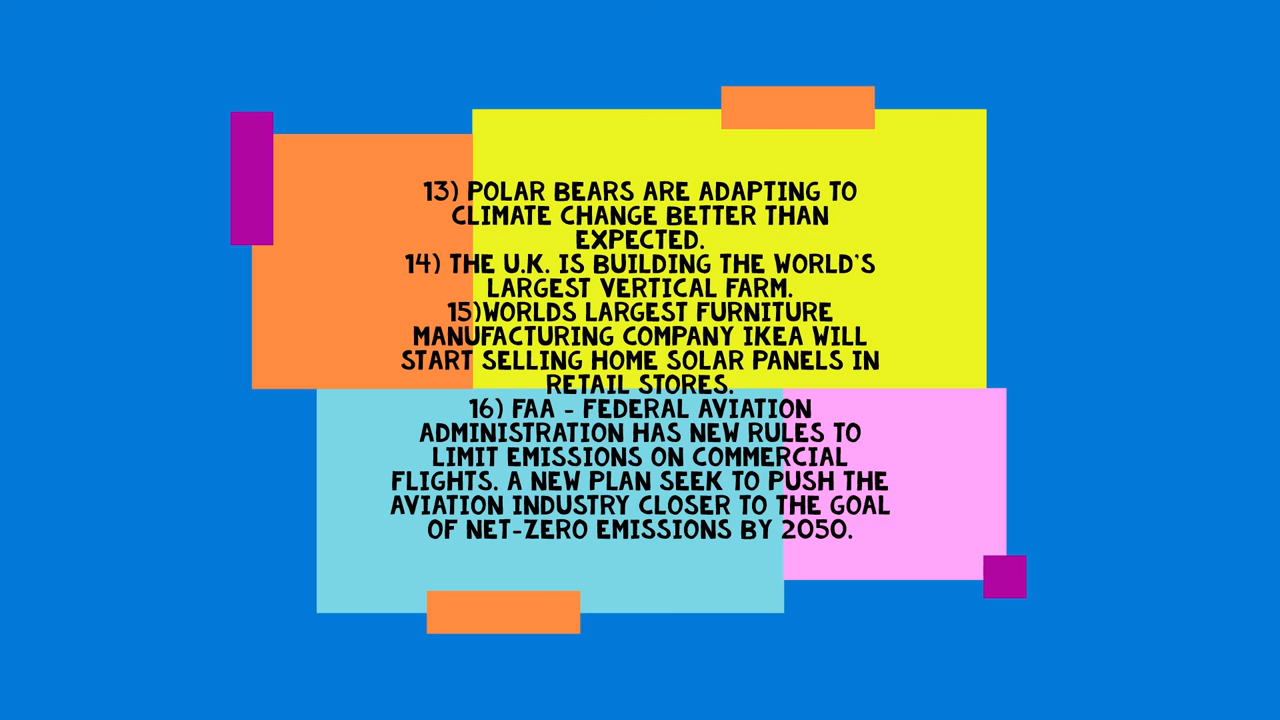 13) POLAR BEARS ARE ADAPTING TO
CLIMATE CHANGE BETTER THAN
EXPECTED.
14) THE U.K. IS BUILDING THE WORLD'S
LARGEST VERTICAL FARM.
15)WORLDS LARGEST FURNITURE
MANUFACTURING COMPANY IKEA WILL
START SELLING HOME SOLAR PANELS IN
RETAIL STORES.
16) FAA - FEDERAL AVIATION
ADMINISTRATION HAS NEW RULES TO
LIMIT EMISSIONS ON COMMERCIAL
FLIGHTS. A NEW PLAN SEEK TO PUSH THE
AVIATION INDUSTRY CLOSER TO THE GOAL
OF NET-ZERO EMISSIONS BY 2050.